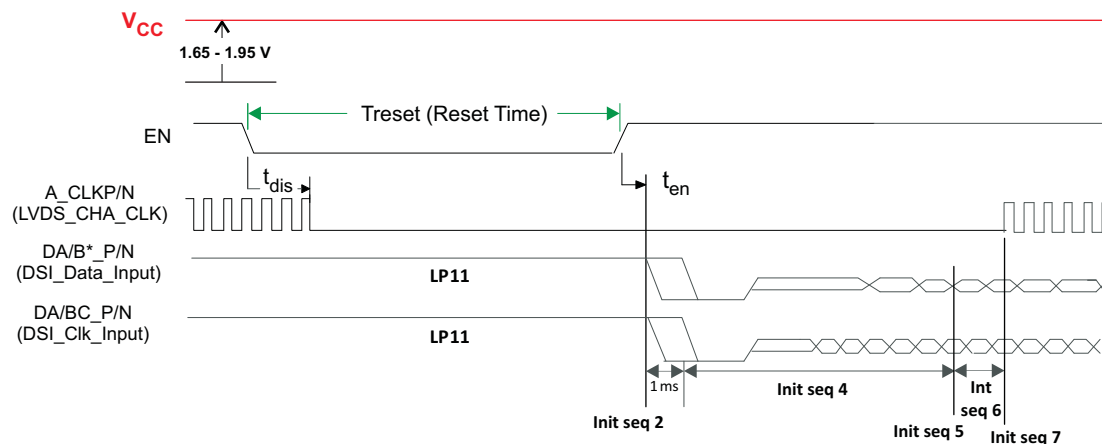 VCC
1.65 - 1.95 V
Treset (Reset Time)
EN
tdis
ten
A_CLKP/N
(LVDS_CHA_CLK)
DA/B*_P/N
(DSI_Data_Input)
LP11
DA/BC_P/N
(DSI_Clk_Input)
LP11
1 ms
Init seq 4
Int
seq 6
Init seq 2
Init seq 5
Init seq 7